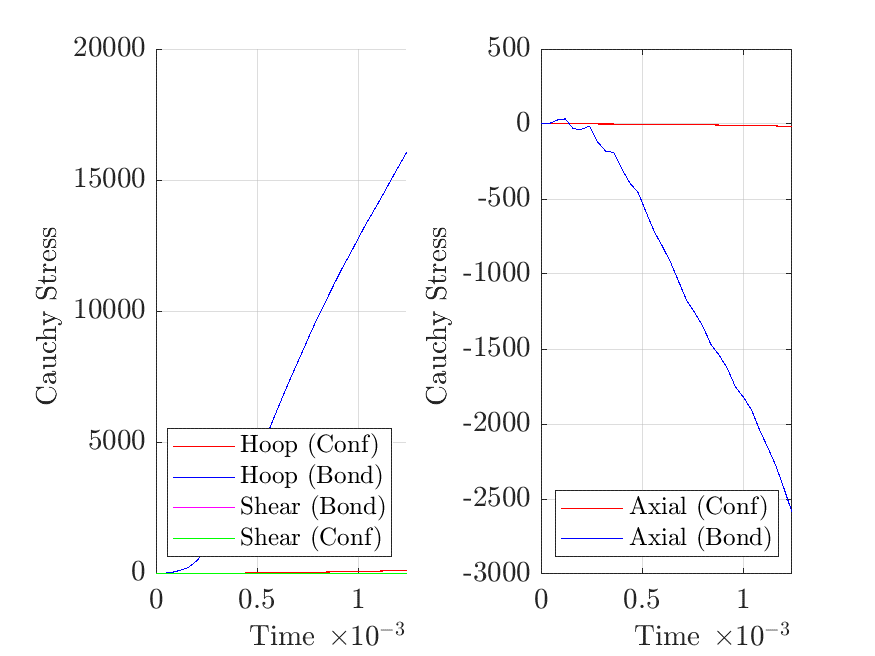 20000
15000
10000
5000
0
0
0.5
1
Time ×10⁻³
Cauchy Stress
Hoop (Conf)
Hoop (Bond)
Shear (Bond)
Shear (Conf)
500
0
-500
-1000
-1500
-2000
-2500
-3000
0
0.5
1
Time ×10⁻³
Cauchy Stress
Axial (Conf)
Axial (Bond)